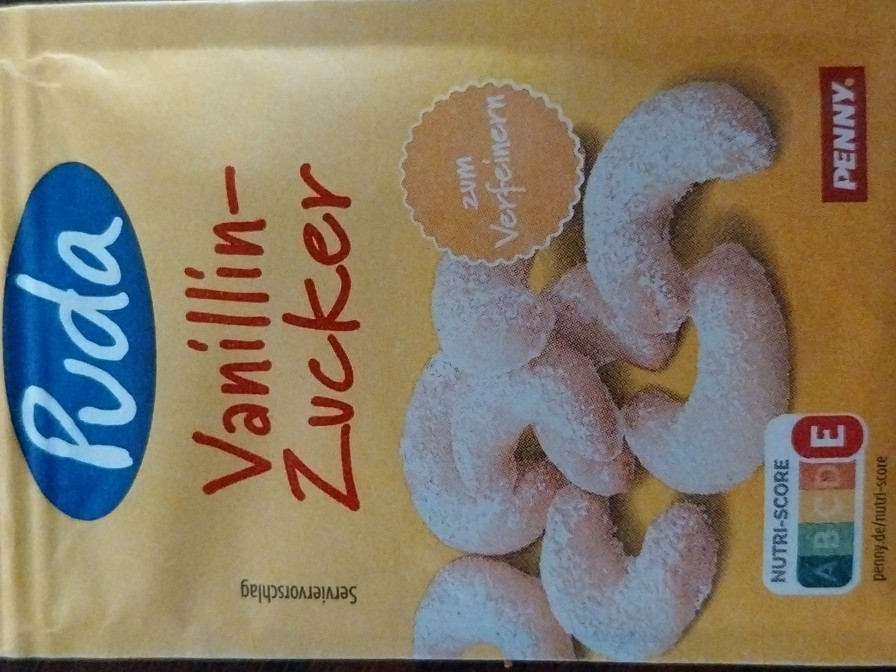 Puda
Vanillin-
Zucker
zum
Verfeinern
Serviervorschlag
PENNY.
NUTRI-SCORE
A B C D E
penny.de/nutri-score